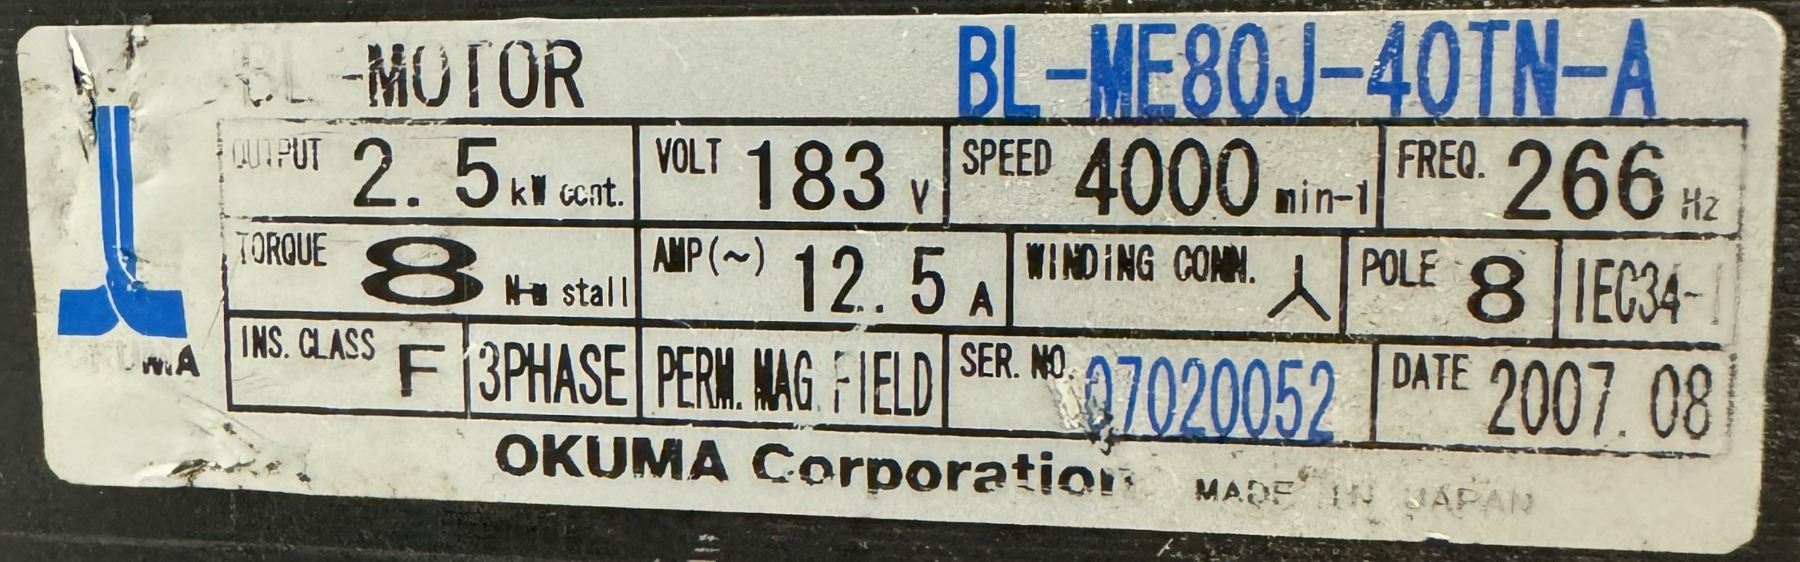 BL-MOTOR BL-ME80J-40TN-A
OUTPUT 2.5 kW cont. VOLT 183 V SPEED 4000 min-1 FREQ. 266 Hz
TORQUE 8 N-m stall AMP(~) 12.5 A WINDING CONN. POLE 8 IEC34-1
INS. CLASS F 3PHASE PERM. MAG. FIELD SER. NO. 07020052 DATE 2007.08
OKUMA
OKUMA Corporation MADE IN JAPAN